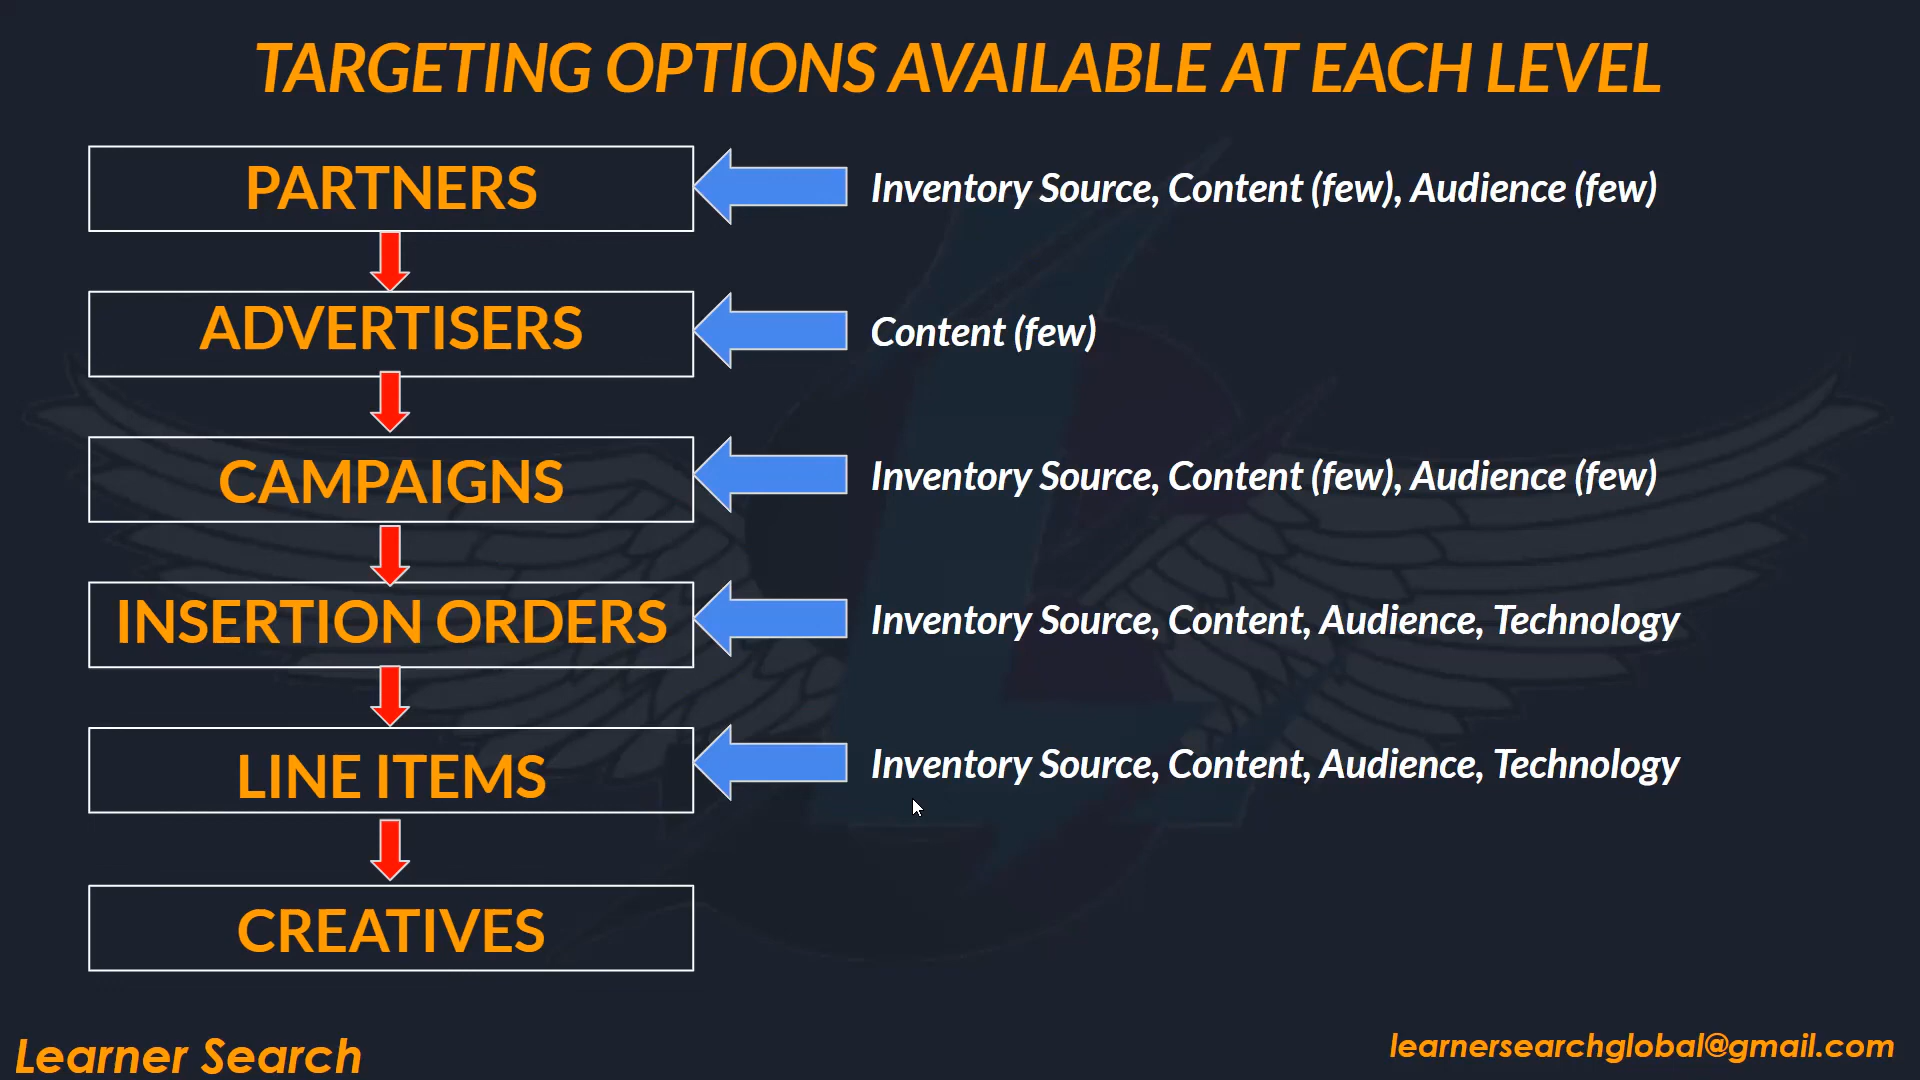 TARGETING OPTIONS AVAILABLE AT EACH LEVEL
PARTNERS
Inventory Source, Content (few), Audience (few)
ADVERTISERS
Content (few)
CAMPAIGNS
Inventory Source, Content (few), Audience (few)
INSERTION ORDERS
Inventory Source, Content, Audience, Technology
LINE ITEMS
Inventory Source, Content, Audience, Technology
CREATIVES
Learner Search
learnersearchglobal@gmail.com